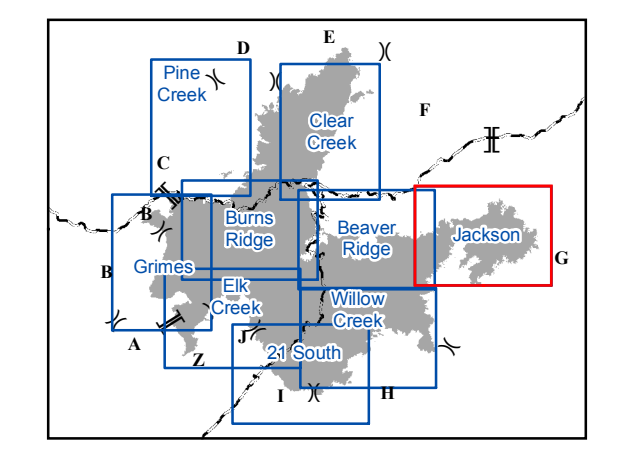 E
D
Pine
Creek
F
Clear
Creek
C
B
Burns
Ridge
Beaver
Ridge
Jackson
G
B
Grimes
Elk
Creek
Willow
Creek
J
A
21 South
Z
I
H